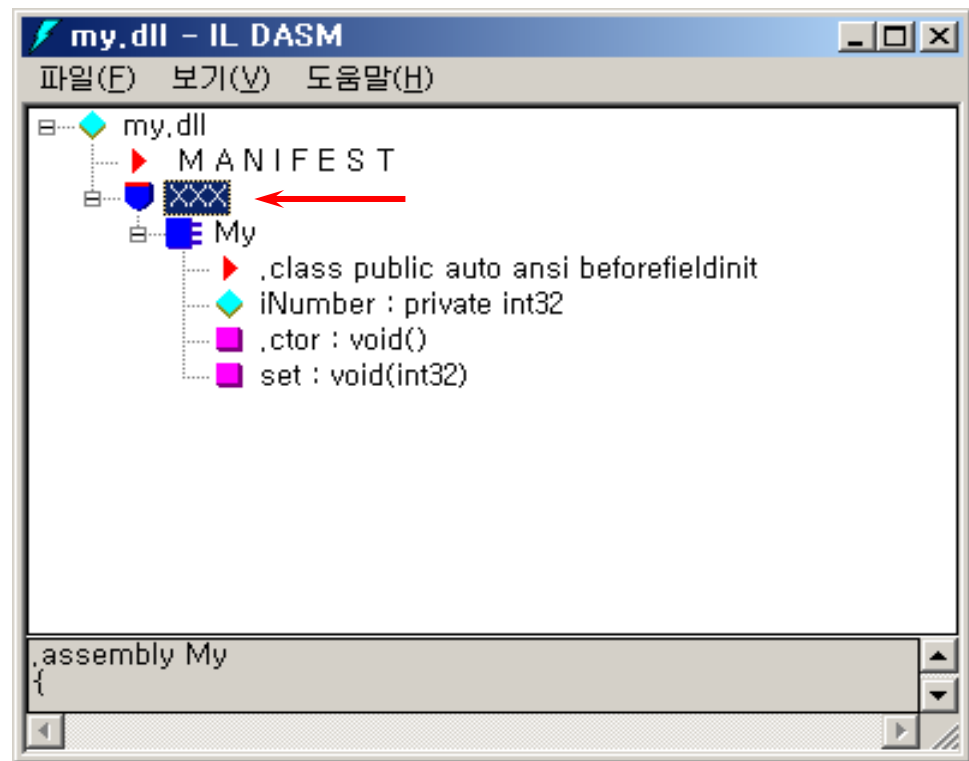 my,dll - IL DASM
파일(F) 보기(V) 도움말(H)
my,dll
M A N I F E S T
XXX
My
,class public auto ansi beforefieldinit
iNumber : private int32
,ctor : void()
set : void(int32)
,assembly My
{